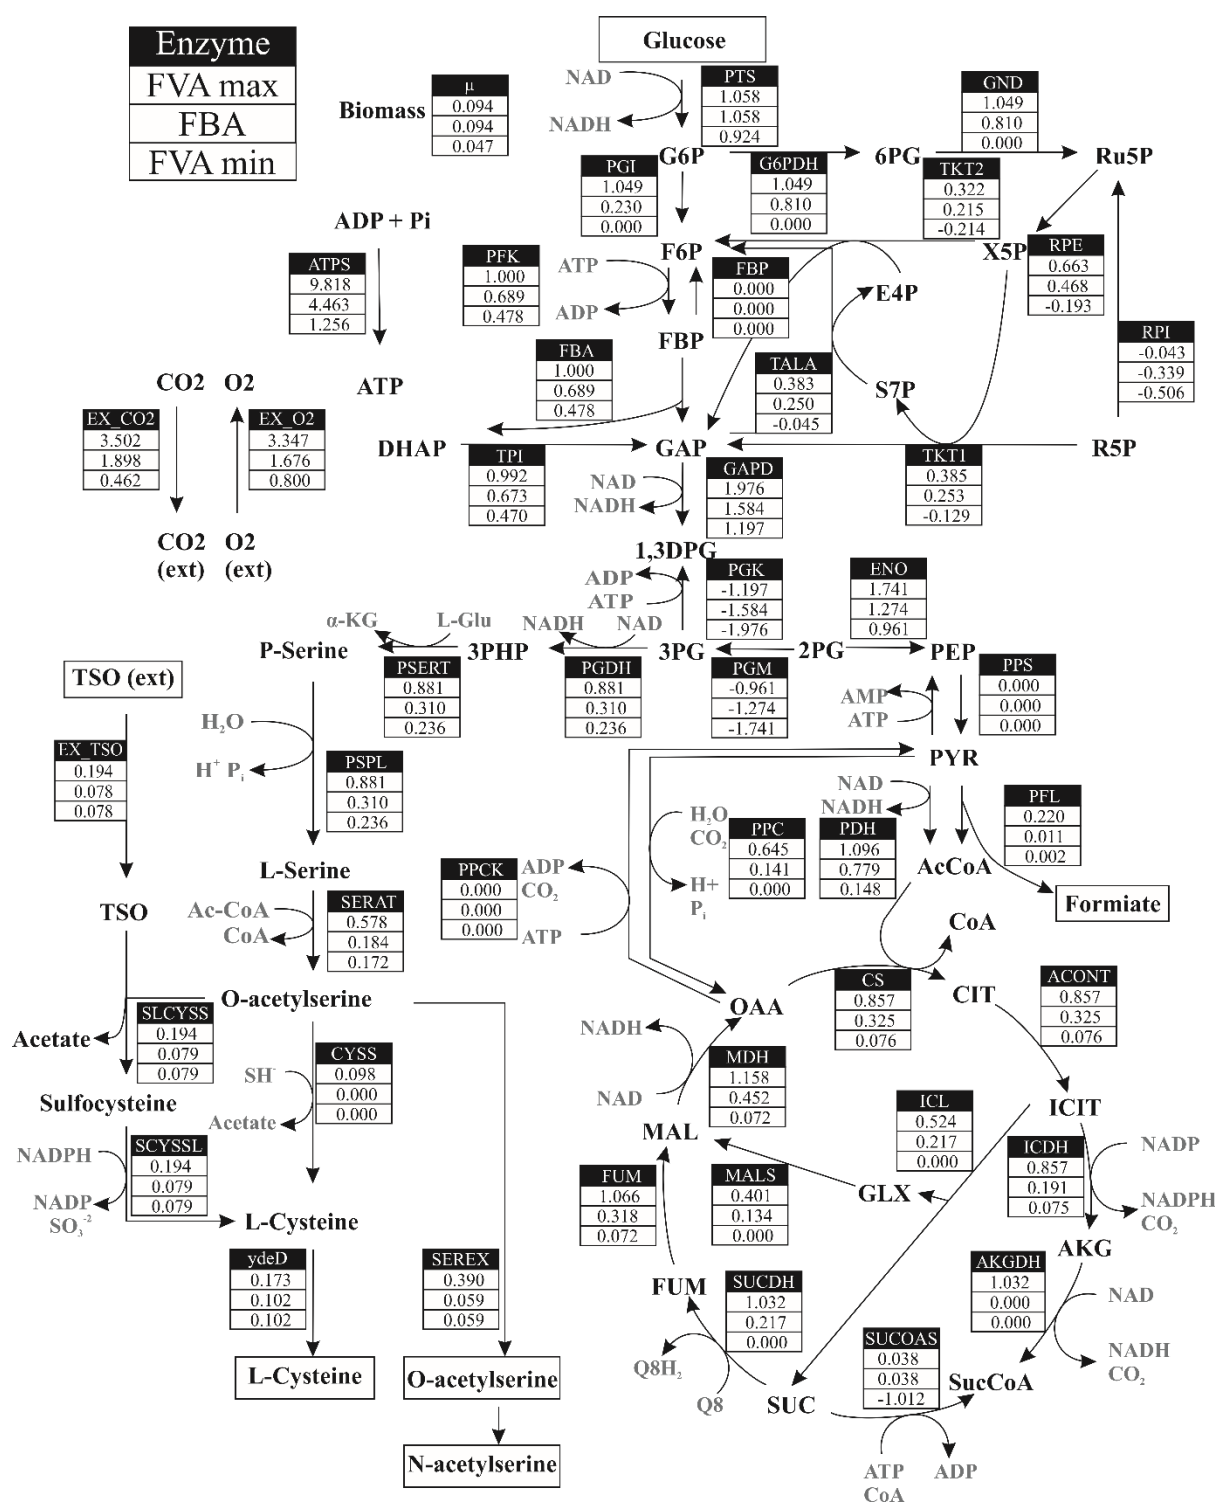 Enzyme
FVA max
FBA
FVA min
Glucose
Biomass
μ
0.094
0.094
0.047
NAD
NADH
PTS
1.058
1.058
0.924
GND
1.049
0.810
0.000
G6P
6PG
Ru5P
PGI
1.049
0.230
0.000
G6PDH
1.049
0.810
0.000
TKT2
0.322
0.215
-0.214
ADP + Pi
ATPS
9.818
4.463
1.256
ATP
PFK
1.000
0.689
0.478
ATP
ADP
F6P
FBP
0.000
0.000
0.000
E4P
X5P
RPE
0.663
0.468
-0.193
RPI
-0.043
-0.339
-0.506
FBP
FBA
1.000
0.689
0.478
TALA
0.383
0.250
-0.045
S7P
CO2
O2
EX_CO2
3.502
1.898
0.462
EX_O2
3.347
1.676
0.800
CO2
(ext)
O2
(ext)
DHAP
TPI
0.992
0.673
0.470
GAP
R5P
NAD
NADH
GAPD
1.976
1.584
1.197
TKT1
0.385
0.253
-0.129
1,3DPG
ADP
ATP
PGK
-1.197
-1.584
-1.976
ENO
1.741
1.274
0.961
α-KG
L-Glu
NADH
NAD
P-Serine
3PHP
3PG
2PG
PEP
PSERT
0.881
0.310
0.236
PGDH
0.881
0.310
0.236
PGM
-0.961
-1.274
-1.741
PPS
0.000
0.000
0.000
AMP
ATP
TSO (ext)
EX_TSO
0.194
0.078
0.078
H₂O
H⁺ Pᵢ
PSPL
0.881
0.310
0.236
PYR
NAD
NADH
PFL
0.220
0.011
0.002
H₂O
CO₂
H+
Pᵢ
PPC
0.645
0.141
0.000
PDH
1.096
0.779
0.148
AcCoA
Formiate
L-Serine
PPCK
0.000
0.000
0.000
ADP
CO₂
ATP
TSO
Ac-CoA
CoA
SERAT
0.578
0.184
0.172
CoA
O-acetylserine
OAA
CS
0.857
0.325
0.076
CIT
ACONT
0.857
0.325
0.076
Acetate
SLCYSS
0.194
0.079
0.079
SH⁻
Acetate
CYSS
0.098
0.000
0.000
NADH
NAD
MDH
1.158
0.452
0.072
Sulfocysteine
ICL
0.524
0.217
0.000
ICIT
MAL
NADPH
NADP
SO₃⁻²
SCYSSL
0.194
0.079
0.079
L-Cysteine
FUM
1.066
0.318
0.072
MALS
0.401
0.134
0.000
GLX
ICDH
0.857
0.191
0.075
NADP
NADPH
CO₂
AKG
ydeD
0.173
0.102
0.102
SEREX
0.390
0.059
0.059
FUM
SUCDH
1.032
0.217
0.000
AKGDH
1.032
0.000
0.000
NAD
NADH
CO₂
Q8H₂
Q8
SUC
SUCOAS
0.038
0.038
-1.012
SucCoA
L-Cysteine
O-acetylserine
N-acetylserine
ATP
CoA
ADP